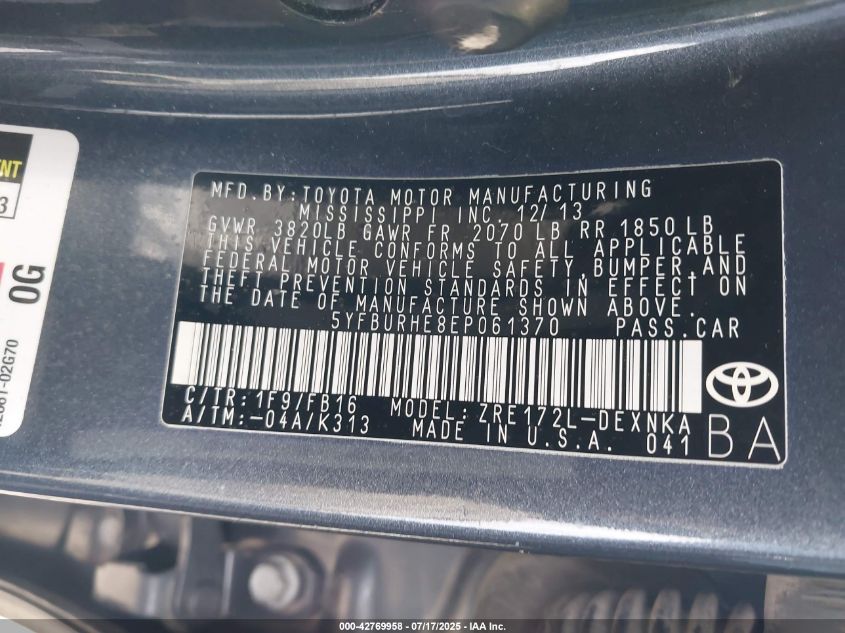 MFD. BY: TOYOTA MOTOR MANUFACTURING
MISSISSIPPI INC. 12/13
GVWR 3820LB GAWR FR 2070 LB RR 1850 LB
THIS VEHICLE CONFORMS TO ALL APPLICABLE
FEDERAL MOTOR VEHICLE SAFETY, BUMPER, AND
THEFT PREVENTION STANDARDS IN EFFECT ON
THE DATE OF MANUFACTURE SHOWN ABOVE.
5YFBURHE8EP061370 PASS. CAR
C/TR: 1F9/FB16 MODEL: ZRE172L-DEXNKA
A/TM: -04A/K313 MADE IN U.S.A. 041
BA
0G
02G70
000-42769958 - 07/17/2025 - IAA Inc.